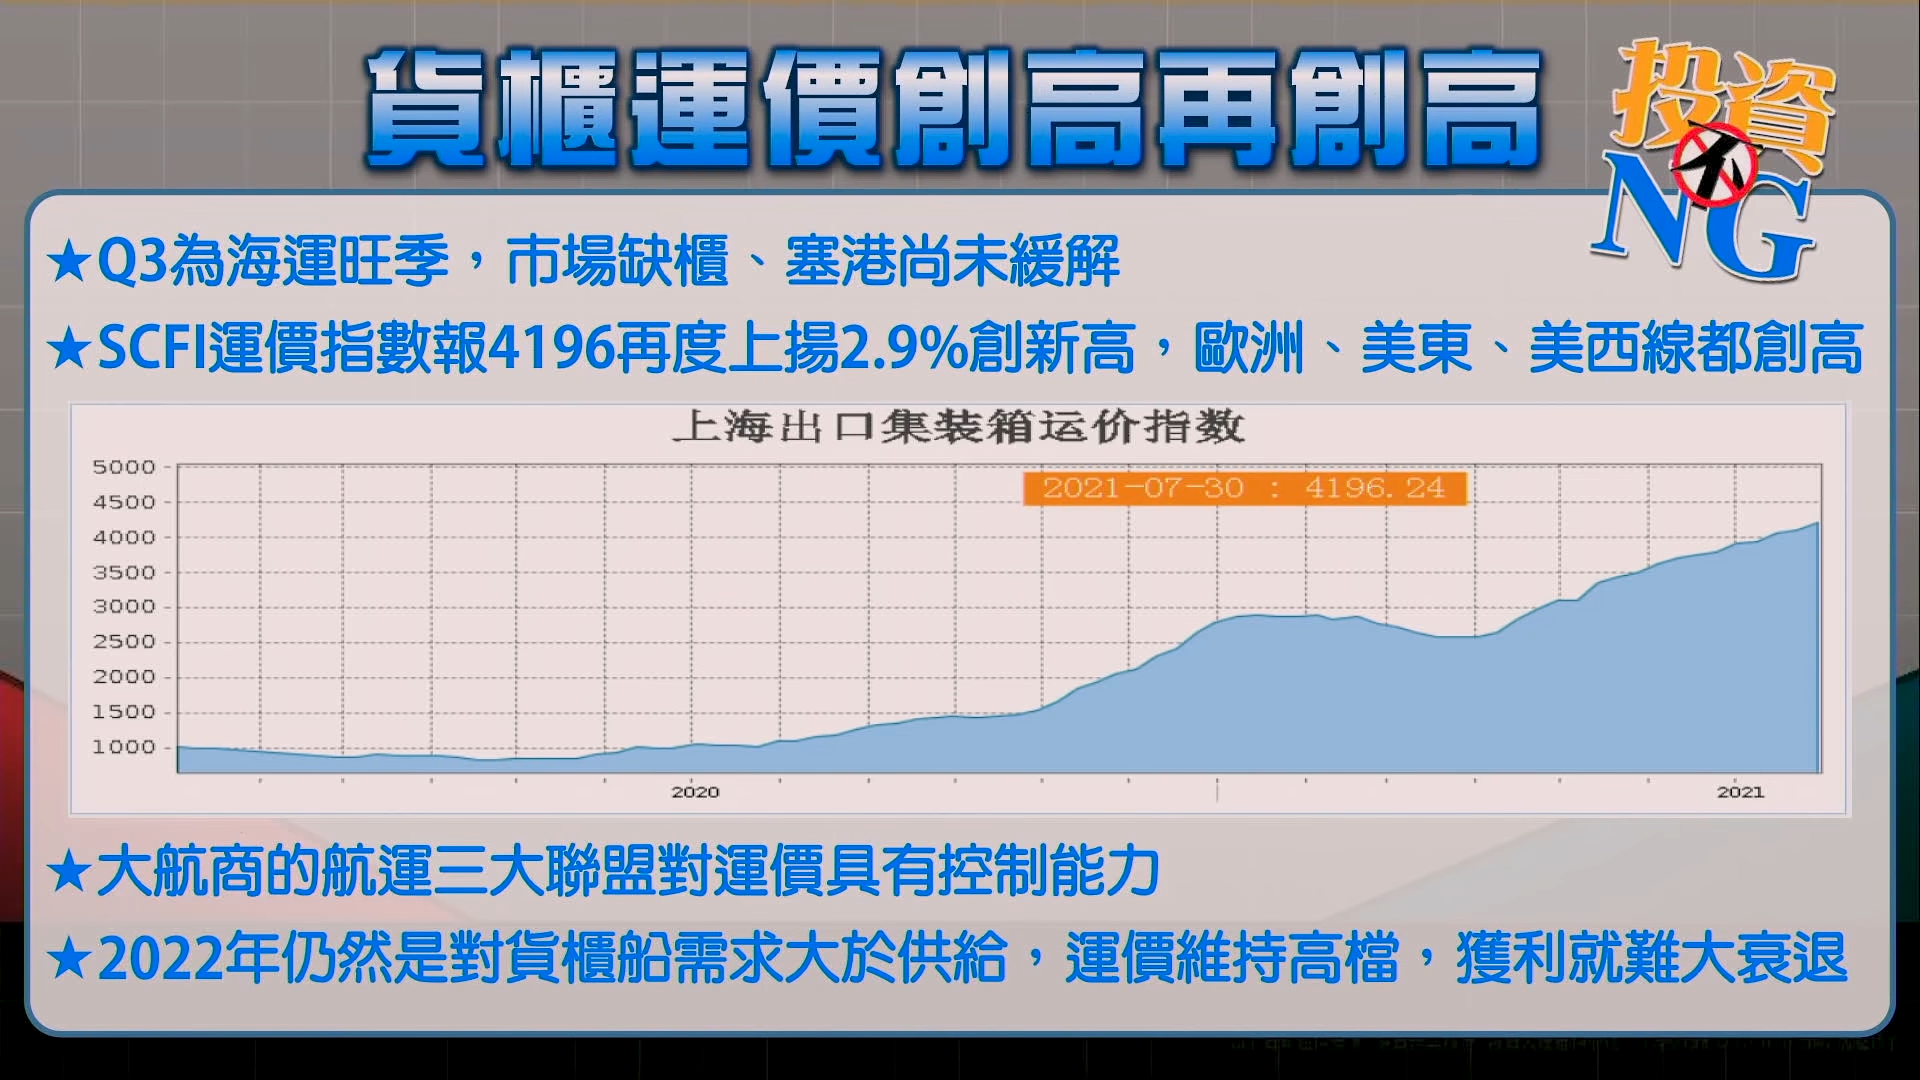 貨櫃運價創高再創高
投資
不
NG
★Q3為海運旺季，市場缺櫃、塞港尚未緩解
★SCFI運價指數報4196再度上揚2.9%創新高，歐洲、美東、美西線都創高
上海出口集装箱运价指数
2021-07-30 : 4196.24
5000
4500
4000
3500
3000
2500
2000
1500
1000
2020
2021
★大航商的航運三大聯盟對運價具有控制能力
★2022年仍然是對貨櫃船需求大於供給，運價維持高檔，獲利就難大衰退